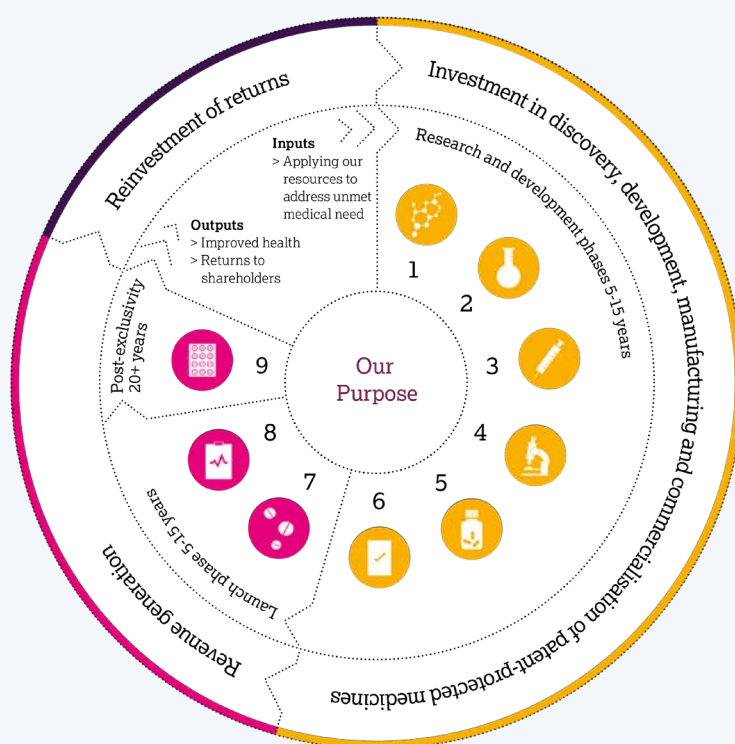 Reinvestment of returns
Investment in discovery, development, manufacturing and commercialisation of patent-protected medicines
Inputs
> Applying our
resources to
address unmet
medical need
Research and development phases 5-15 years
Outputs
> Improved health
> Returns to
shareholders
1
2
3
4
5
6
7
8
9
Post-exclusivity
20+ years
Our
Purpose
Launch phase 5-15 years
Revenue generation